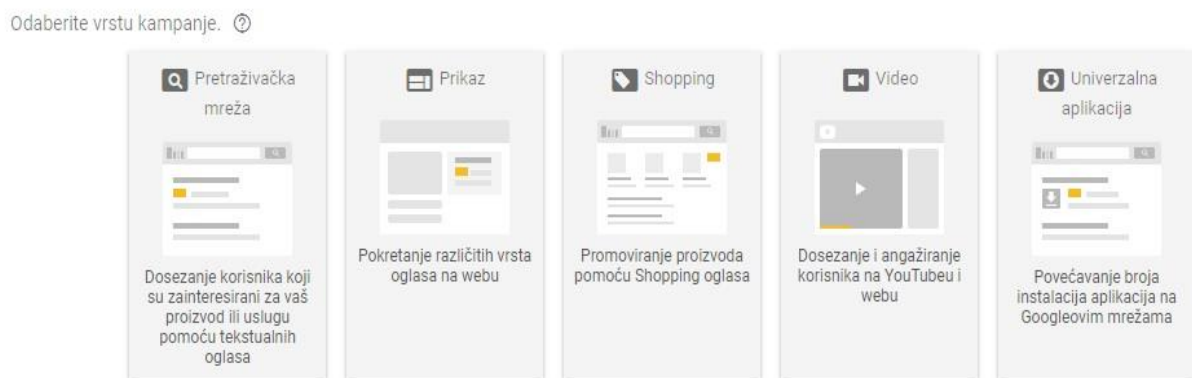 Odaberite vrstu kampanje.
Pretraživačka
mreža
Dosezanje korisnika koji
su zainteresirani za vaš
proizvod ili uslugu
pomoću tekstualnih
oglasa
Prikaz
Pokretanje različitih vrsta
oglasa na webu
Shopping
Promoviranje proizvoda
pomoću Shopping oglasa
Video
Dosezanje i angažiranje
korisnika na YouTubeu i
webu
Univerzalna
aplikacija
Povećavanje broja
instalacija aplikacija na
Googleovim mrežama